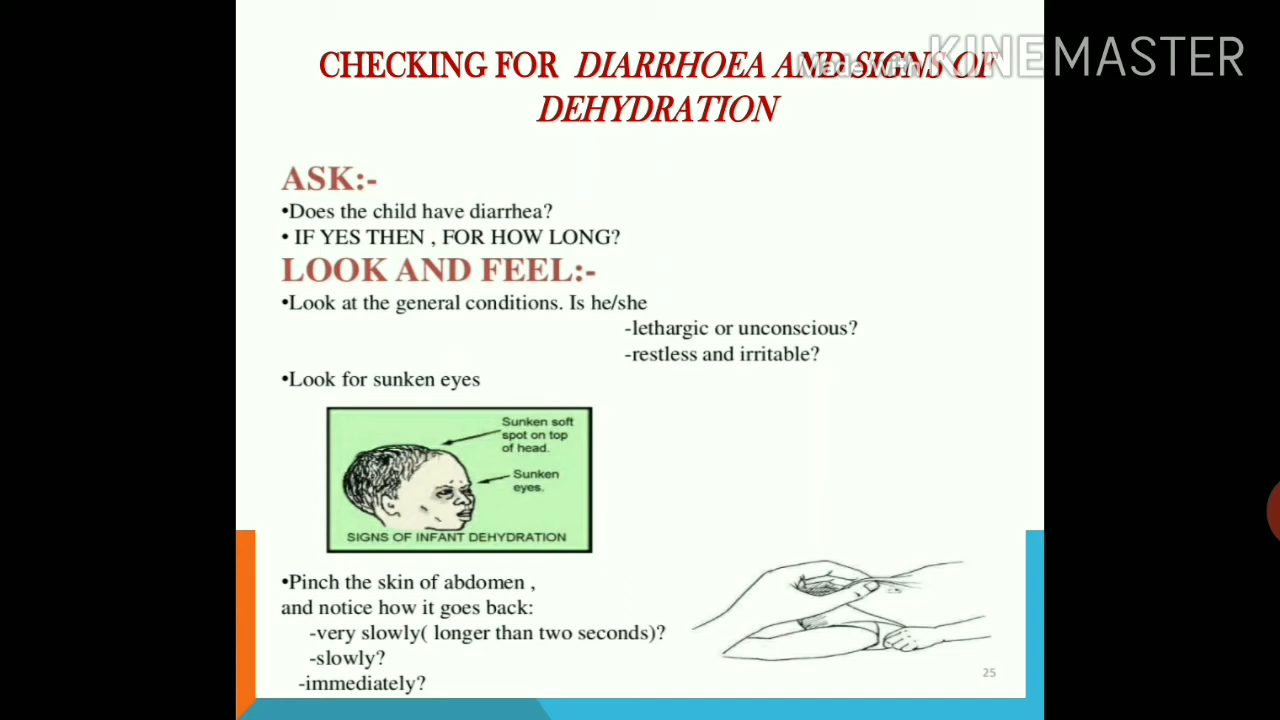 CHECKING FOR DIARRHOEA AND SIGNS OF
DEHYDRATION
Made with KINEMASTER
ASK:-
•Does the child have diarrhea?
• IF YES THEN , FOR HOW LONG?
LOOK AND FEEL:-
•Look at the general conditions. Is he/she
-lethargic or unconscious?
-restless and irritable?
•Look for sunken eyes
Sunken soft
spot on top
of head.
Sunken
eyes.
SIGNS OF INFANT DEHYDRATION
•Pinch the skin of abdomen ,
and notice how it goes back:
-very slowly( longer than two seconds)?
-slowly?
-immediately?
25